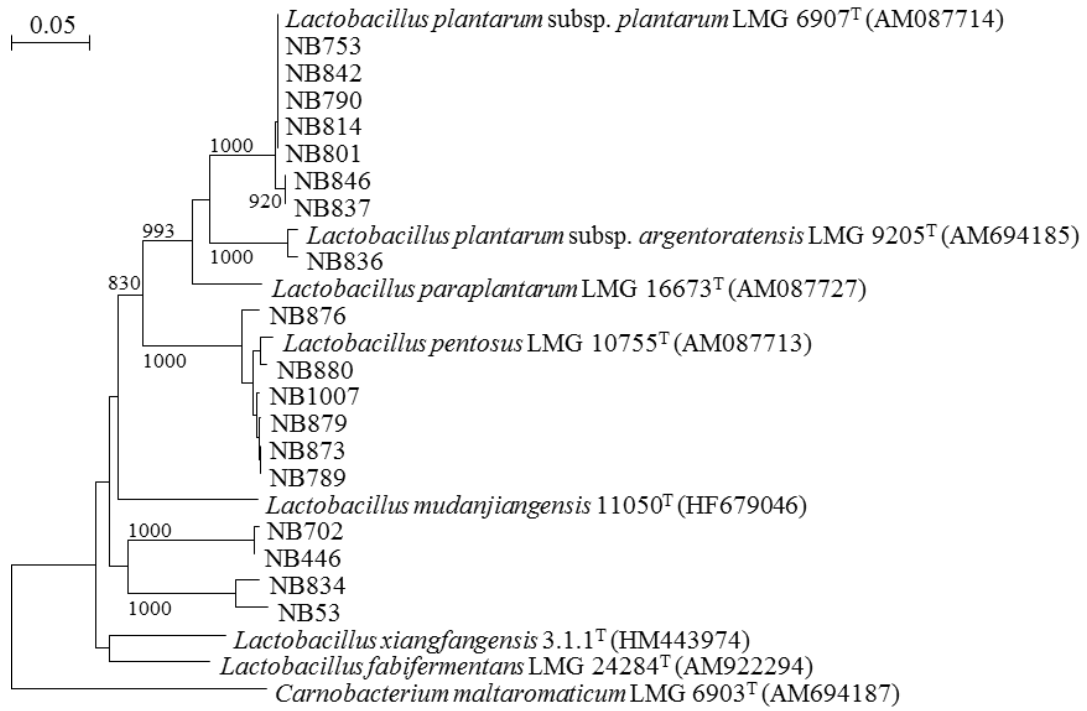 0.05
Lactobacillus plantarum subsp. plantarum LMG 6907T (AM087714)
NB753
NB842
NB790
NB814
1000
NB801
NB846
920
NB837
993
Lactobacillus plantarum subsp. argentoratensis LMG 9205T (AM694185)
1000
NB836
830
Lactobacillus paraplantarum LMG 16673T (AM087727)
NB876
Lactobacillus pentosus LMG 10755T (AM087713)
1000
NB880
NB1007
NB879
NB873
NB789
Lactobacillus mudanjiangensis 11050T (HF679046)
1000
NB702
NB446
NB834
1000
NB53
Lactobacillus xiangfangensis 3.1.1T (HM443974)
Lactobacillus fabifermentans LMG 24284T (AM922294)
Carnobacterium maltaromaticum LMG 6903T (AM694187)